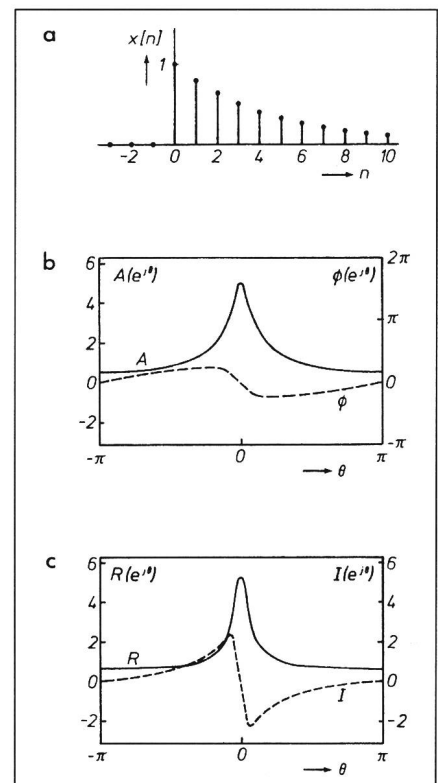 a
x[n]
1
-2 0 2 4 6 8 10
n
b
6 A(e^jθ) ϕ(e^jθ) 2π
4 π
2 A
0 0
-2 ϕ -π
-π 0 π
θ
c
6 R(e^jθ) I(e^jθ) 6
4 4
2 2
R
0 0
-2 I -2
-π 0 π
θ